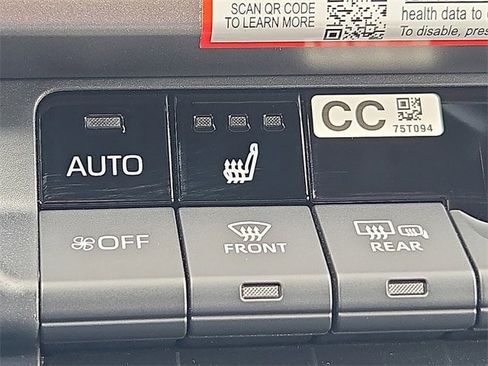 SCAN QR CODE
TO LEARN MORE
health data to
To disable, pres
CC
75T094
AUTO
OFF
FRONT
REAR